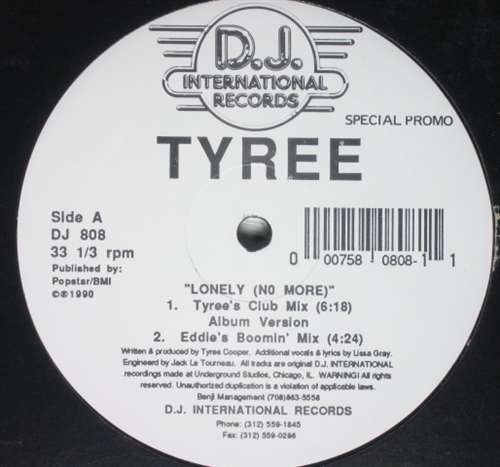 D.J.
INTERNATIONAL
RECORDS
SPECIAL PROMO
TYREE
Side A
DJ 808
33 1/3 rpm
Published by:
Popstar/BMI
©℗1990
0 00758 0808-1 1
"LONELY (N0 MORE)"
1. Tyree's Club Mix (6:18)
Album Version
2. Eddie's Boomin' Mix (4:24)
Written & produced by Tyree Cooper. Additional vocals & lyrics by Lissa Gray.
Engineerd by Jack La Tourneau. All tracks are original D.J. INTERNATIONAL
recordings made at Underground Studios, Chicago, IL. WARNING! All rights
reserved. Unauthorized duplication is a violation of applicable laws.
Benji Management (708)863-5558
D.J. INTERNATIONAL RECORDS
Phone: (312) 559-1845
Fax: (312) 559-0286